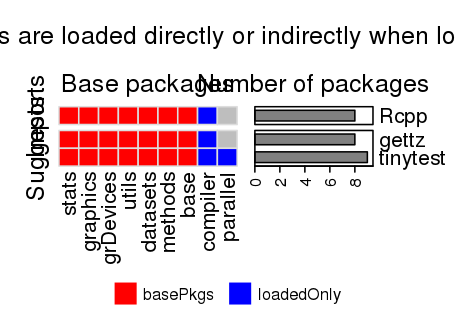 s are loaded directly or indirectly when lo
Base packages
Number of packages
Imports
Suggests
Rcpp
gettz
tinytest
stats
graphics
grDevices
utils
datasets
methods
base
compiler
parallel
0 2 4 6 8
basePkgs
loadedOnly